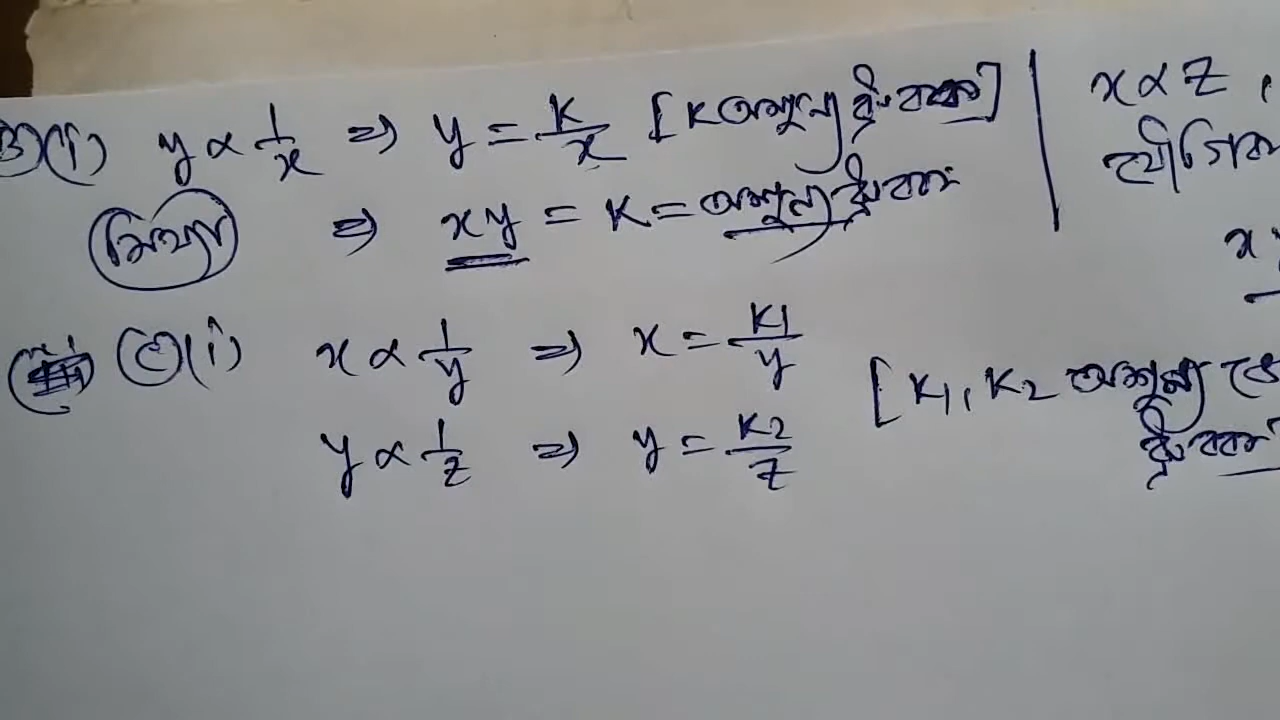 (i) y ∝ 1/x ⇒ y = K/x [K অশূন্য ধ্রুবক]
মিথ্যা ⇒ xy = K = অশূন্য ধ্রুবক
x ∝ z,
যৌগিক
x
C (i) x ∝ 1/y ⇒ x = K1/y
[K1, K2 অশূন্য ভে
y ∝ 1/z ⇒ y = K2/z
ধ্রুবক